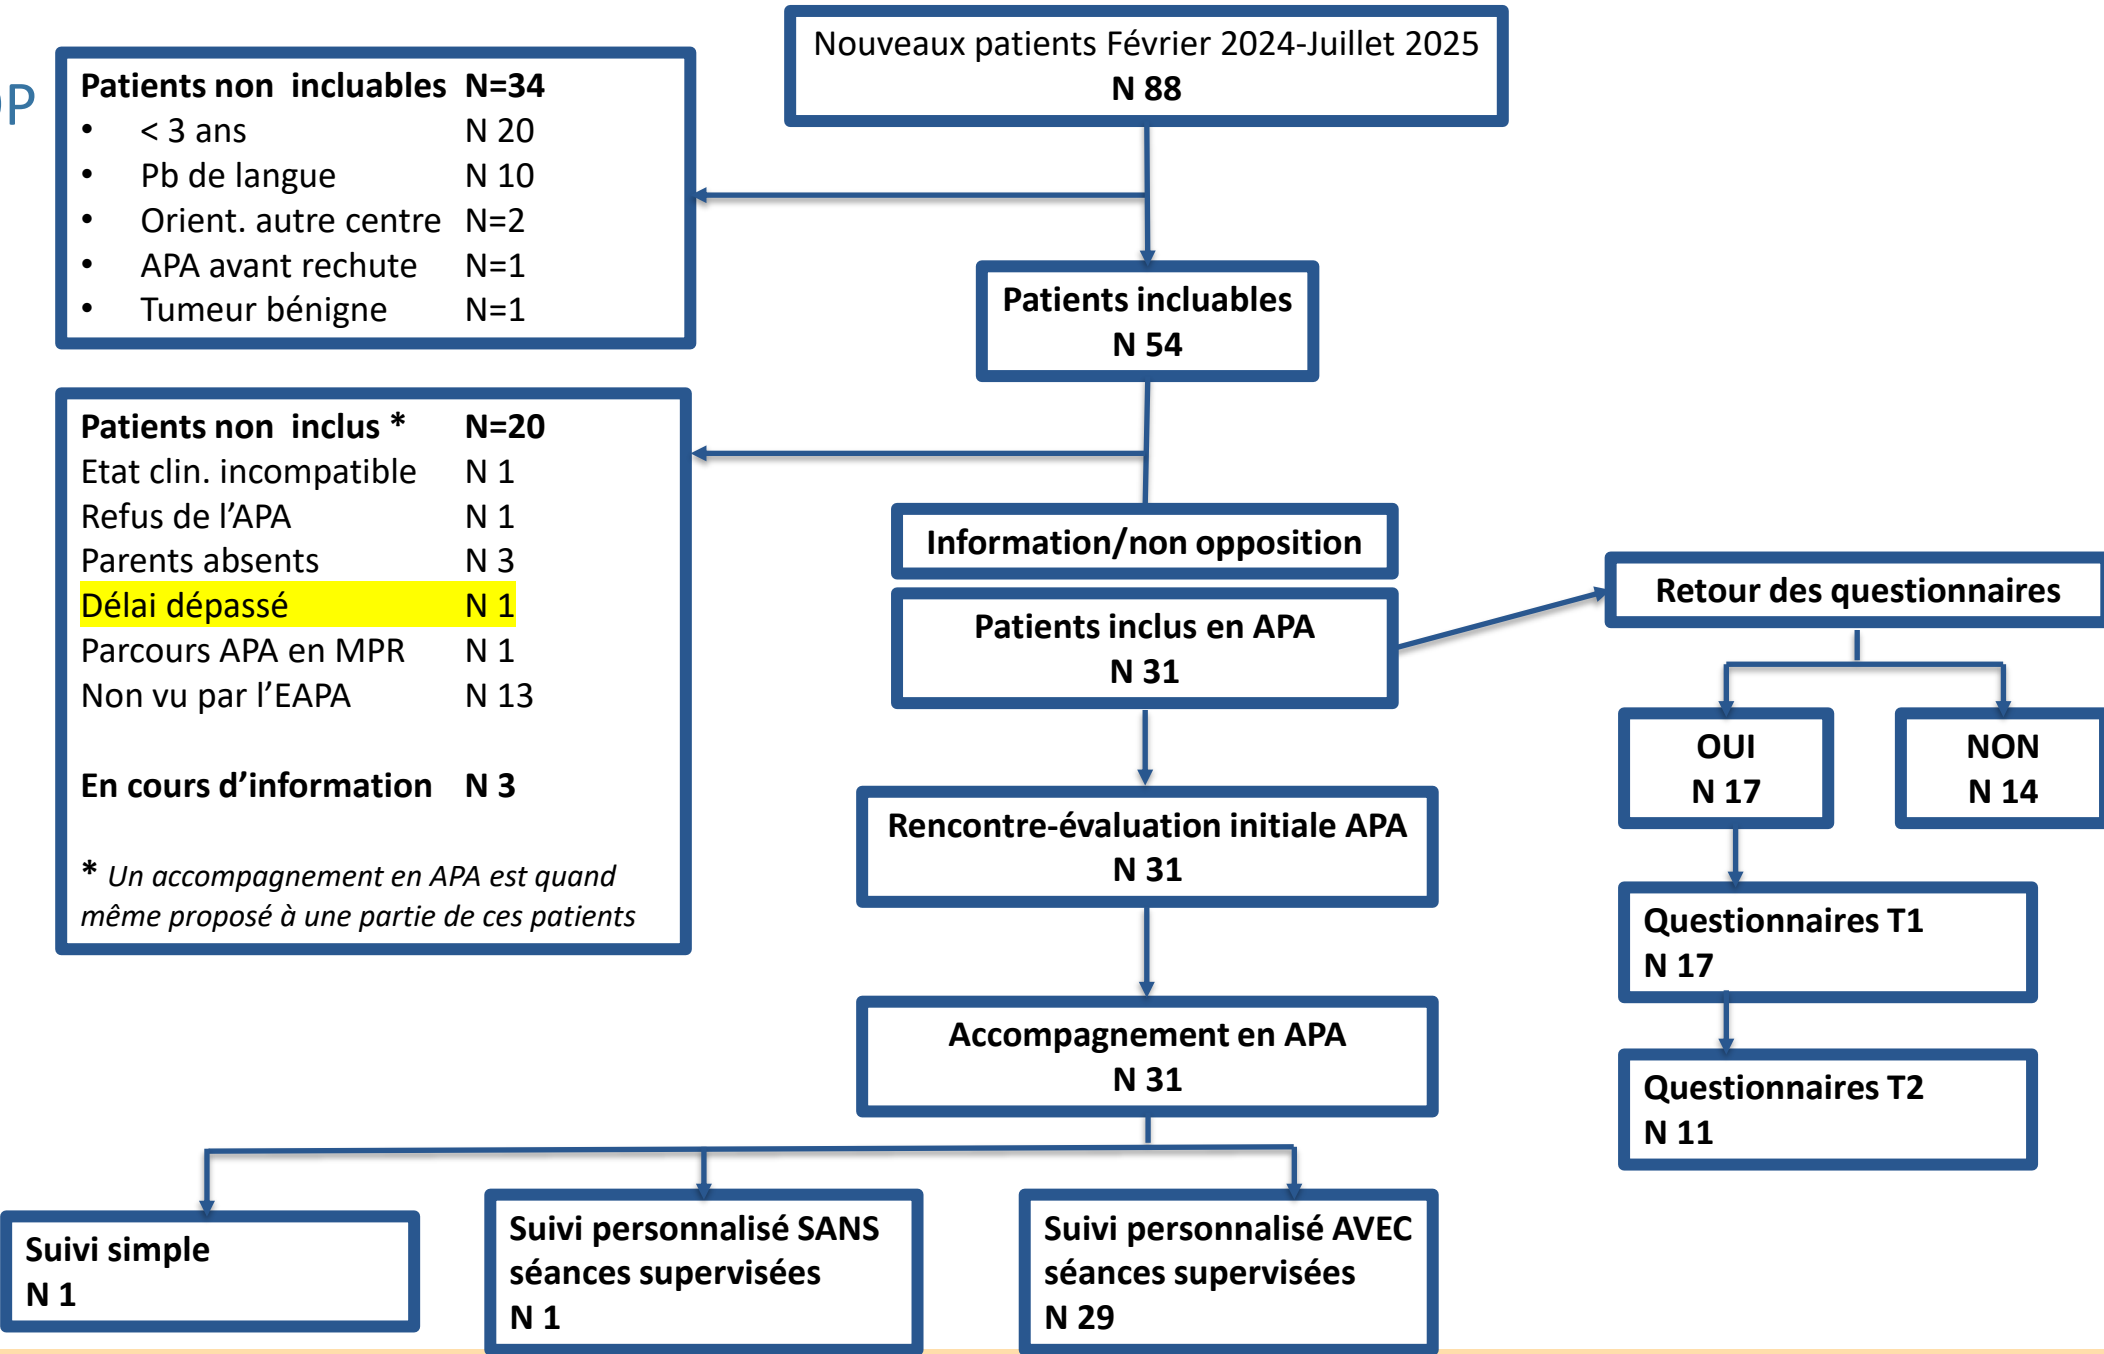 Nouveaux patients Février 2024-Juillet 2025
N 88
Patients non incluables N=34
• < 3 ans N 20
• Pb de langue N 10
• Orient. autre centre N=2
• APA avant rechute N=1
• Tumeur bénigne N=1
Patients incluables
N 54
Patients non inclus * N=20
Etat clin. incompatible N 1
Refus de l'APA N 1
Parents absents N 3
Délai dépassé N 1
Parcours APA en MPR N 1
Non vu par l'EAPA N 13
En cours d'information N 3
* Un accompagnement en APA est quand
même proposé à une partie de ces patients
Information/non opposition
Patients inclus en APA
N 31
Retour des questionnaires
OUI
N 17
NON
N 14
Questionnaires T1
N 17
Questionnaires T2
N 11
Rencontre-évaluation initiale APA
N 31
Accompagnement en APA
N 31
Suivi simple
N 1
Suivi personnalisé SANS
séances supervisées
N 1
Suivi personnalisé AVEC
séances supervisées
N 29